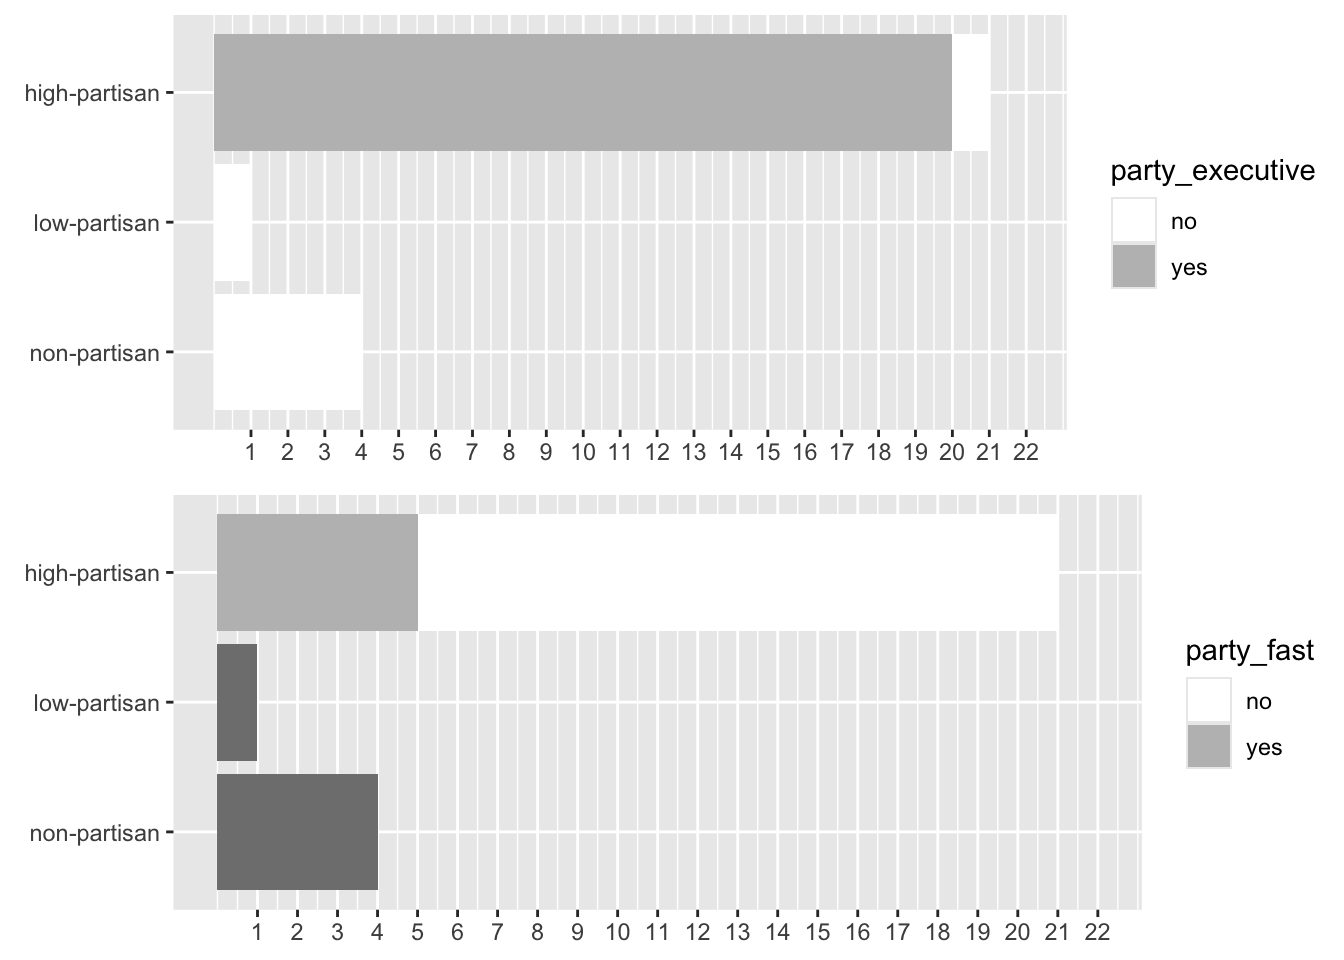 high-partisan
low-partisan
non-partisan
1 2 3 4 5 6 7 8 9 10 11 12 13 14 15 16 17 18 19 20 21 22
party_executive
no
yes
high-partisan
low-partisan
non-partisan
1 2 3 4 5 6 7 8 9 10 11 12 13 14 15 16 17 18 19 20 21 22
party_fast
no
yes